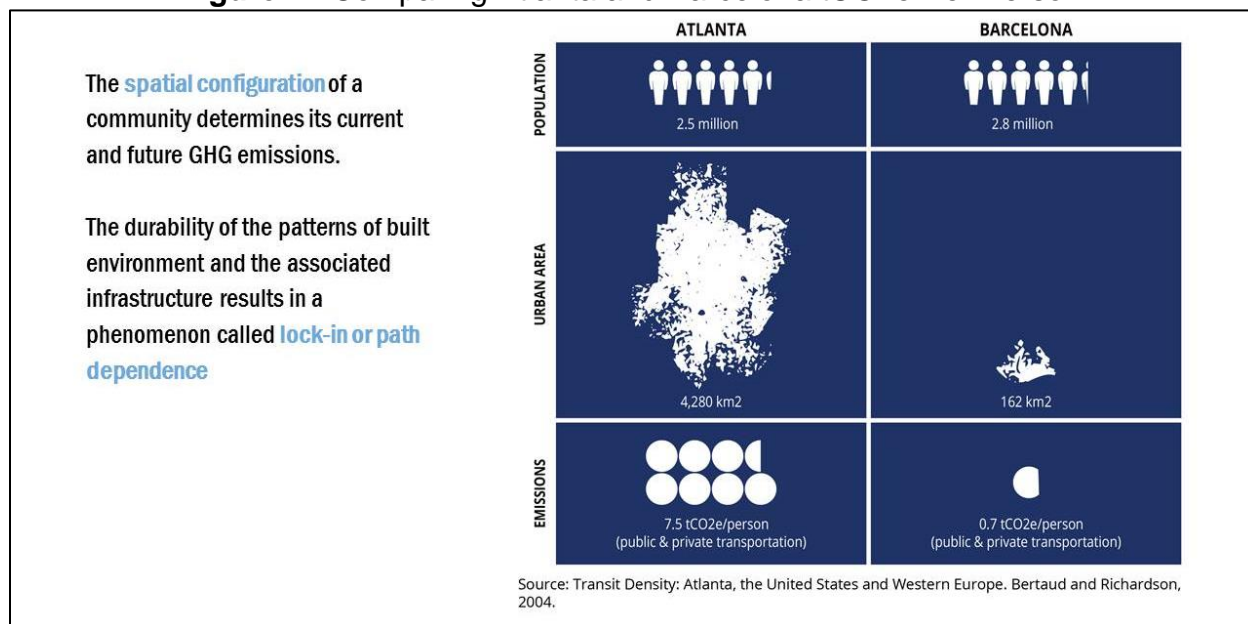 The spatial configuration of a
community determines its current
and future GHG emissions.
The durability of the patterns of built
environment and the associated
infrastructure results in a
phenomenon called lock-in or path
dependence
ATLANTA
BARCELONA
POPULATION
2.5 million
2.8 million
URBAN AREA
4,280 km2
162 km2
EMISSIONS
7.5 tCO2e/person
(public & private transportation)
0.7 tCO2e/person
(public & private transportation)
Source: Transit Density: Atlanta, the United States and Western Europe. Bertaud and Richardson,
2004.